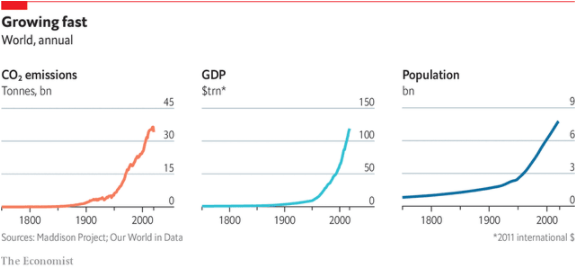 Growing fast
World, annual
CO₂ emissions
Tonnes, bn
45
30
15
0
1800 1900 2000
GDP
$trn*
150
100
50
0
1800 1900 2000
Population
bn
9
6
3
0
1800 1900 2000
Sources: Maddison Project; Our World in Data
*2011 international $
The Economist